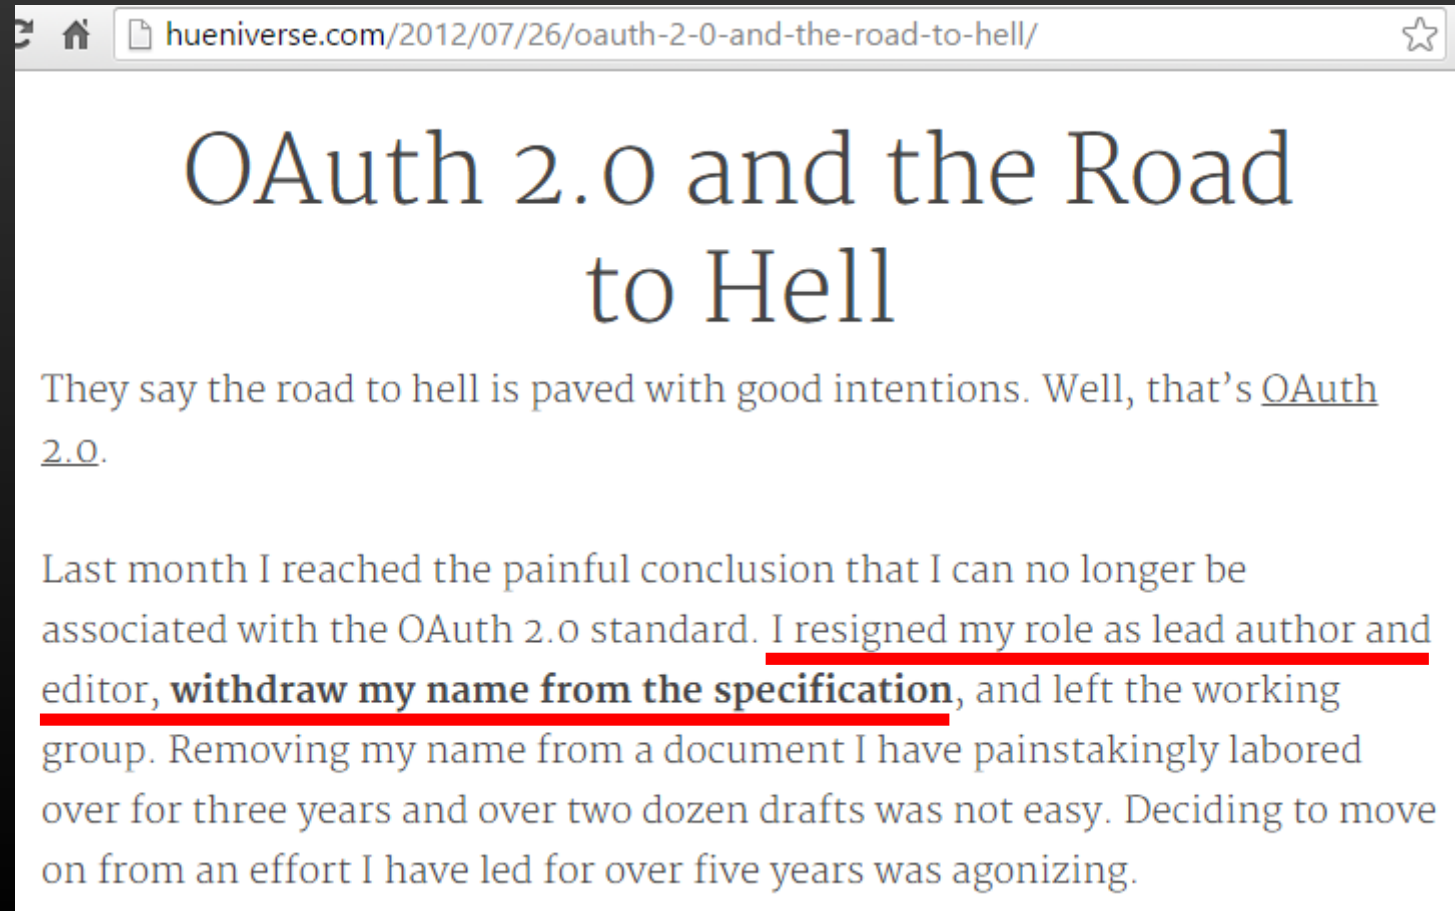 hueniverse.com/2012/07/26/oauth-2-0-and-the-road-to-hell/
OAuth 2.0 and the Road
to Hell
They say the road to hell is paved with good intentions. Well, that’s OAuth
2.0.
Last month I reached the painful conclusion that I can no longer be
associated with the OAuth 2.0 standard. I resigned my role as lead author and
editor, withdraw my name from the specification, and left the working
group. Removing my name from a document I have painstakingly labored
over for three years and over two dozen drafts was not easy. Deciding to move
on from an effort I have led for over five years was agonizing.